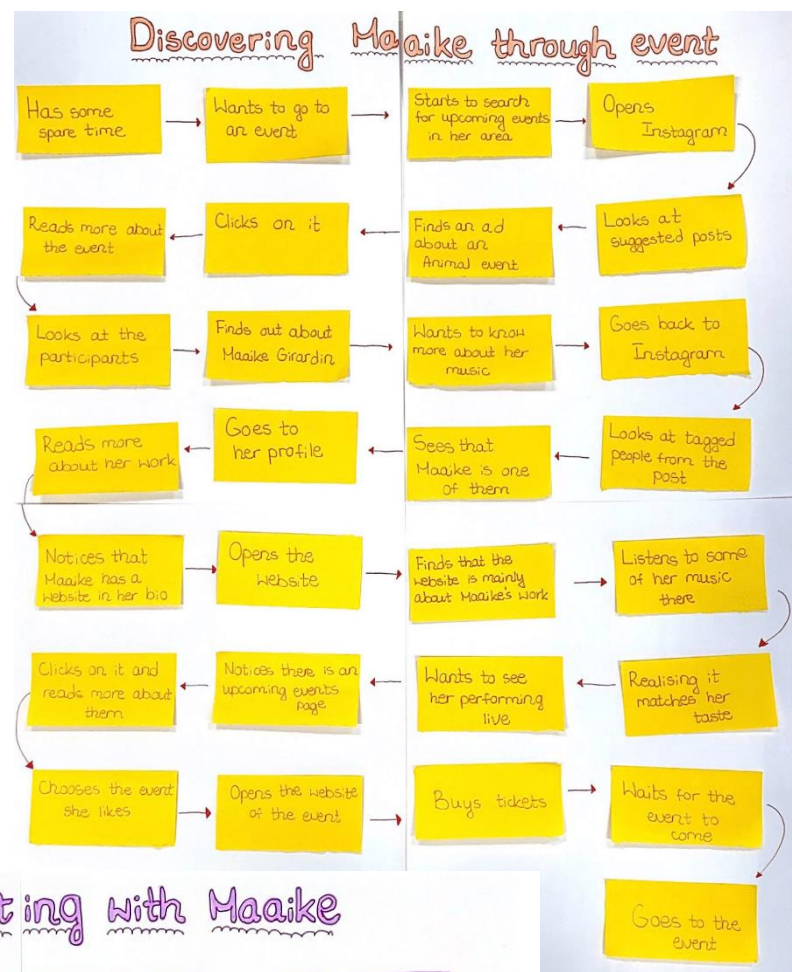 Discovering Maaike through event
Has some
spare time
Wants to go to
an event
Starts to search
for upcoming events
in her area
Opens
Instagram
Looks at
suggested posts
Finds an ad
about an
Animal event
Clicks on it
Reads more about
the event
Looks at the
participants
Finds out about
Maaike Girardin
Wants to know
more about her
music
Goes back to
Instagram
Looks at tagged
people from the
post
Sees that
Maaike is one
of them
Goes to
her profile
Reads more
about her work
Notices that
Maaike has a
website in her bio
Opens the
website
Finds that the
website is mainly
about Maaike's work
Listens to some
of her music
there
Realising it
matches her
taste
Wants to see
her performing
live
Notices there is an
upcoming events
page
Clicks on it and
reads more about
them
Chooses the event
she likes
Opens the website
of the event
Buys tickets
Waits for the
event to
come
Goes to the
event
ting with Maaike